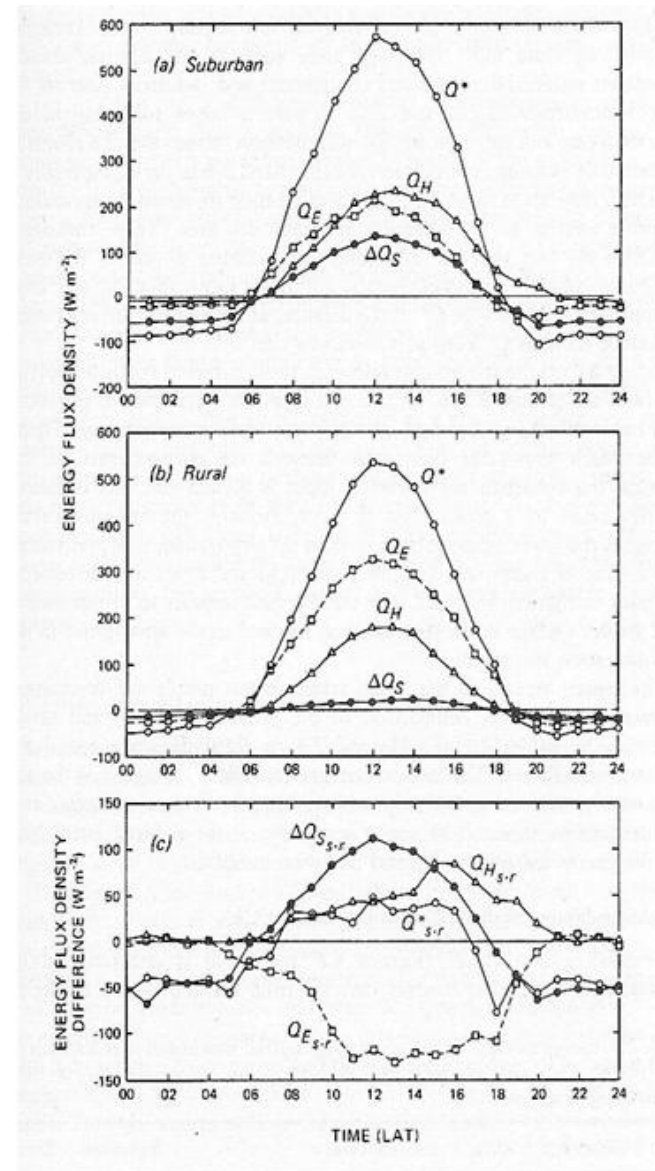 600
(a) Suburban
500
Q*
400
300
Q_H
200
Q_E
100
ΔQ_S
0
-100
-200
00 02 04 06 08 10 12 14 16 18 20 22 24
ENERGY FLUX DENSITY (W m⁻²)
600
(b) Rural
500
Q*
400
Q_E
300
200
Q_H
100
ΔQ_S
0
-100
00 02 04 06 08 10 12 14 16 18 20 22 24
150
(c)
ΔQ_Ss-r
100
Q_Hs-r
50
Q*s-r
0
-50
-100
Q_Es-r
-150
00 02 04 06 08 10 12 14 16 18 20 22 24
ENERGY FLUX DENSITY
DIFFERENCE (W m⁻²)
TIME (LAT)